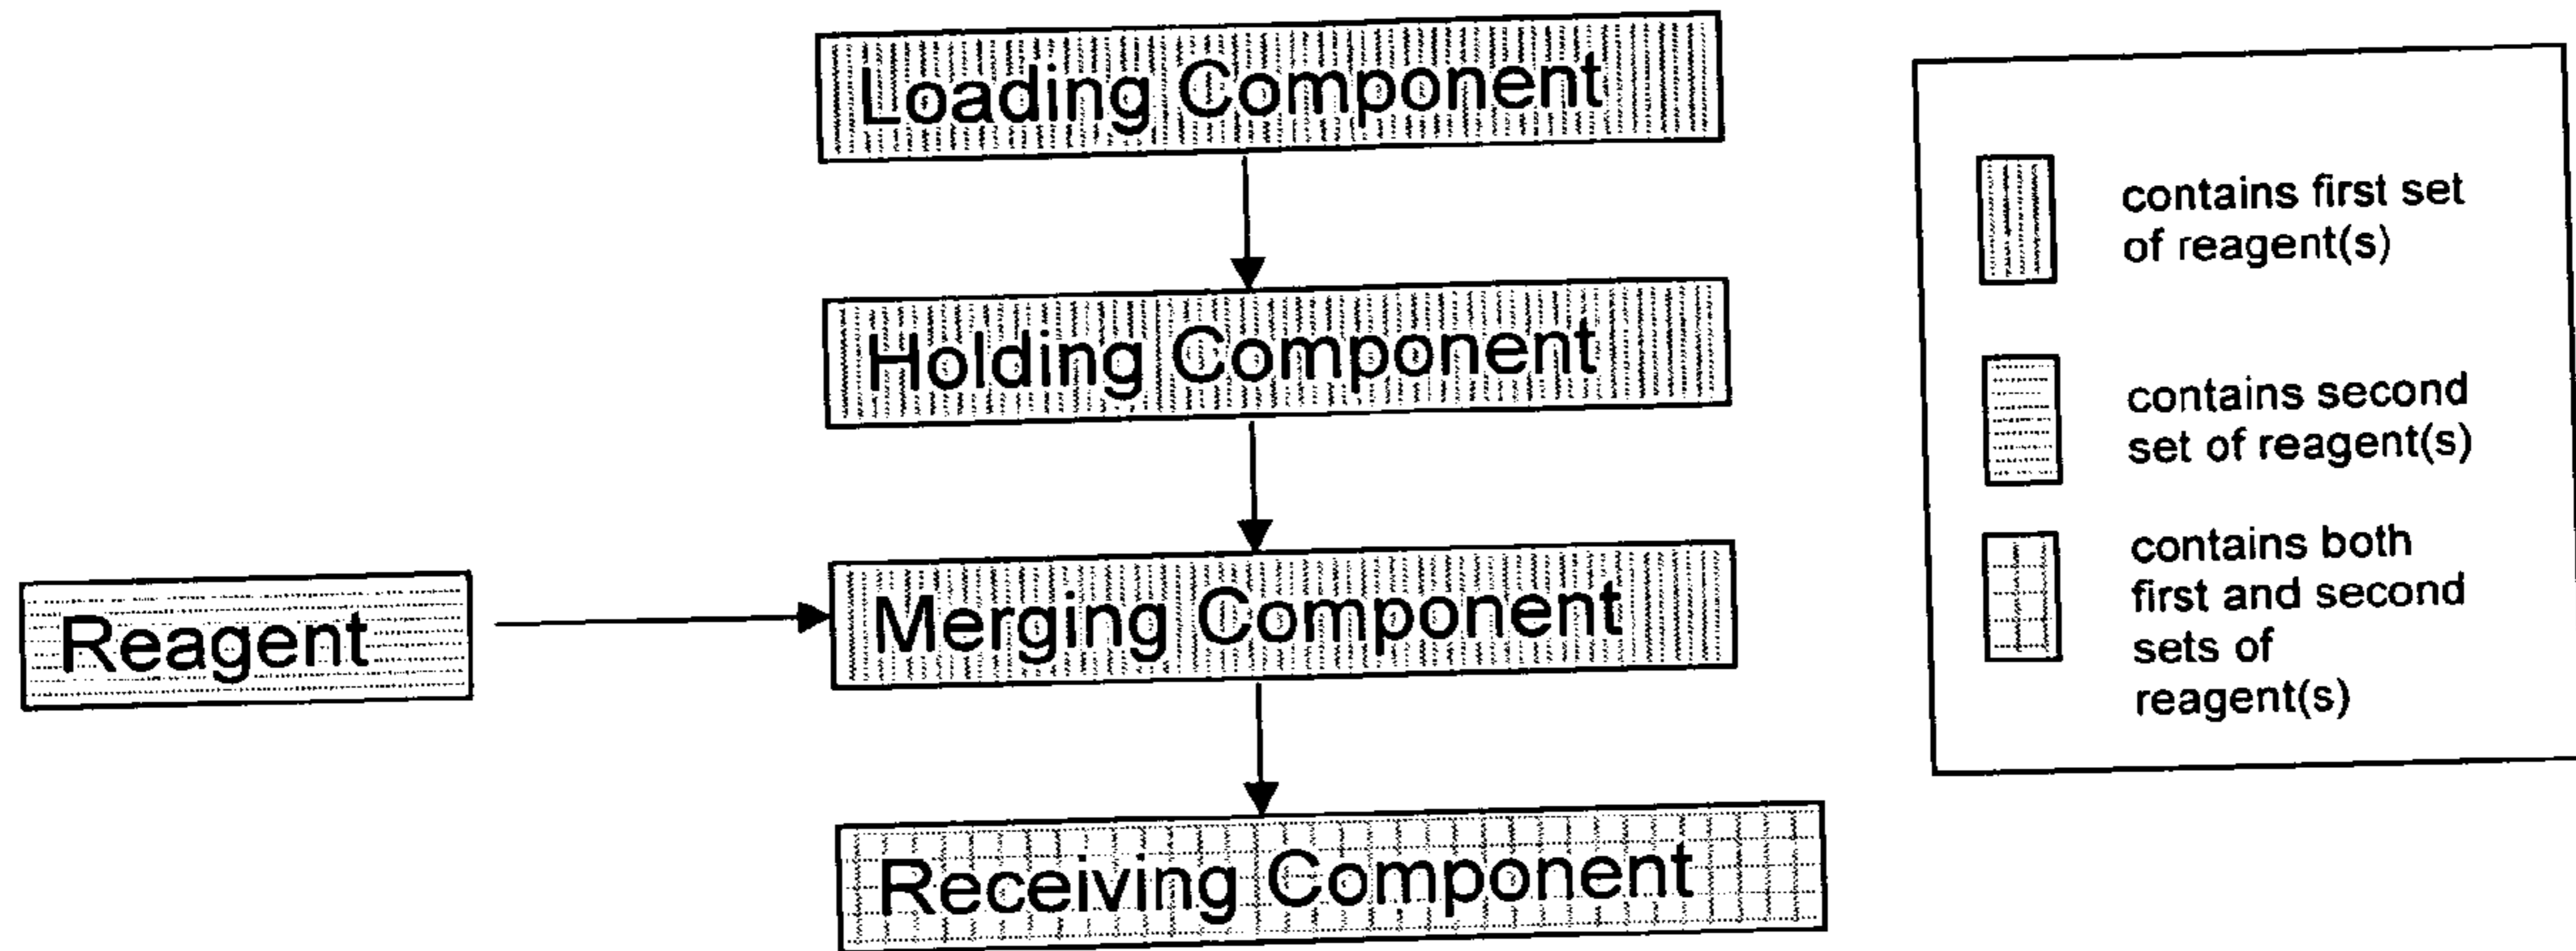 Loading Component
Holding Component
Merging Component
Reagent
Receiving Component
contains first set
of reagent(s)
contains second
set of reagent(s)
contains both
first and second
sets of
reagent(s)